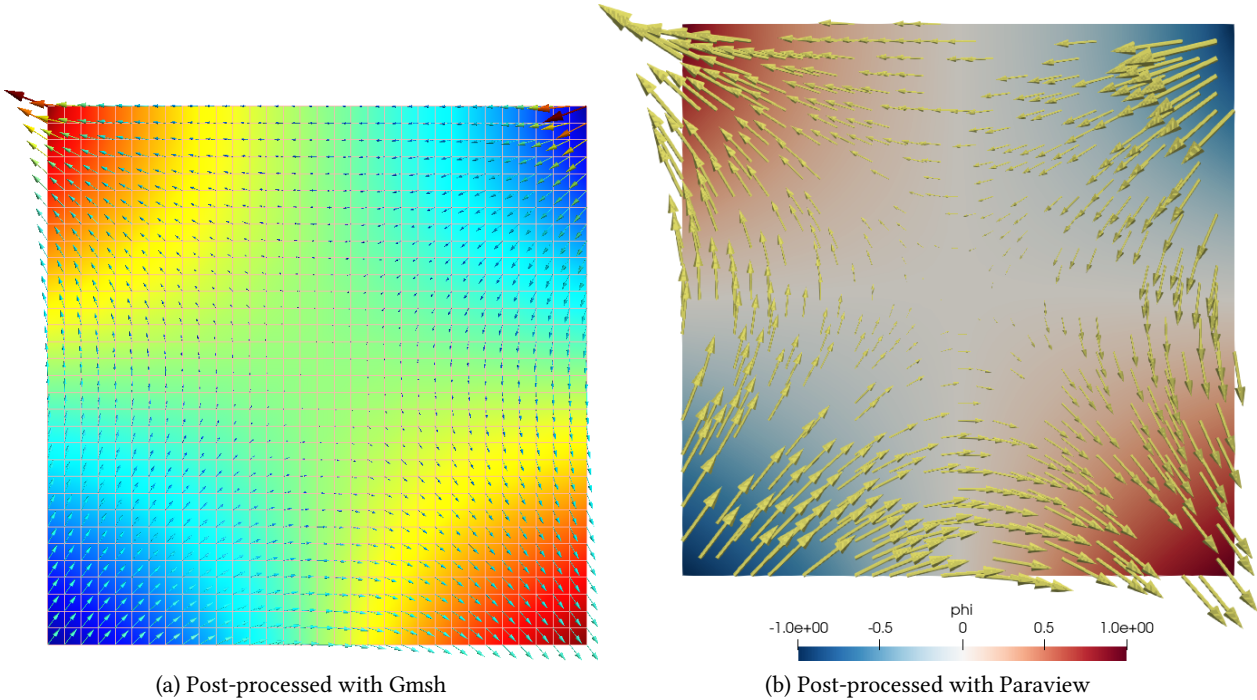 phi
-1.0e+00 -0.5 0 0.5 1.0e+00
(a) Post-processed with Gmsh
(b) Post-processed with Paraview